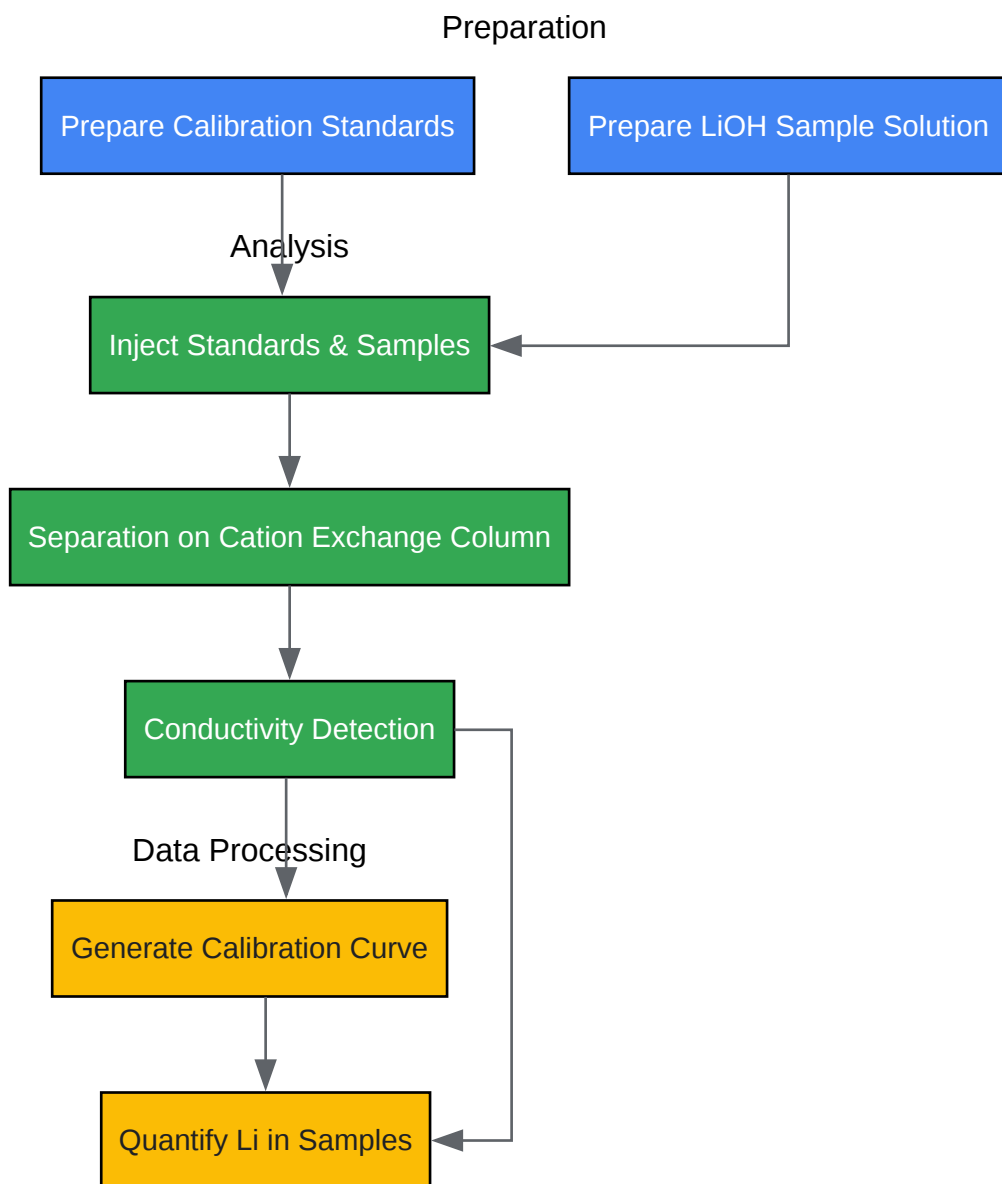 Preparation
Prepare Calibration Standards
Prepare LiOH Sample Solution
Analysis
Inject Standards & Samples
Separation on Cation Exchange Column
Conductivity Detection
Data Processing
Generate Calibration Curve
Quantify Li in Samples